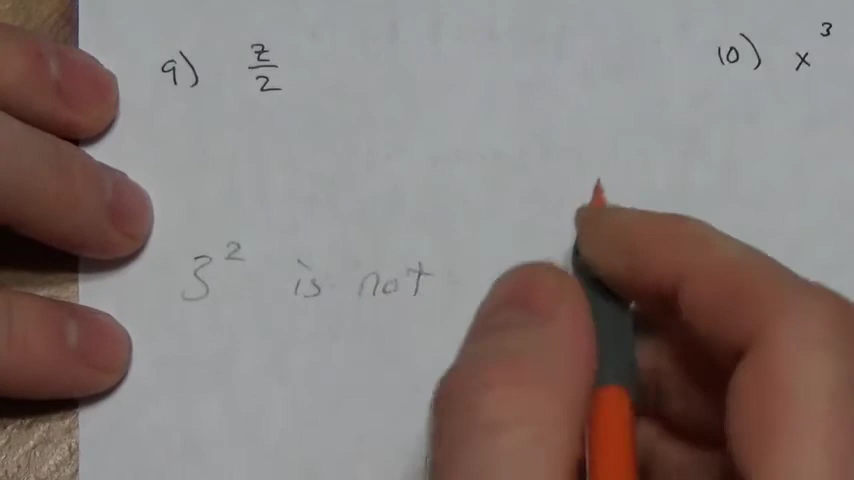 9) z/2
10) x³
3² is not